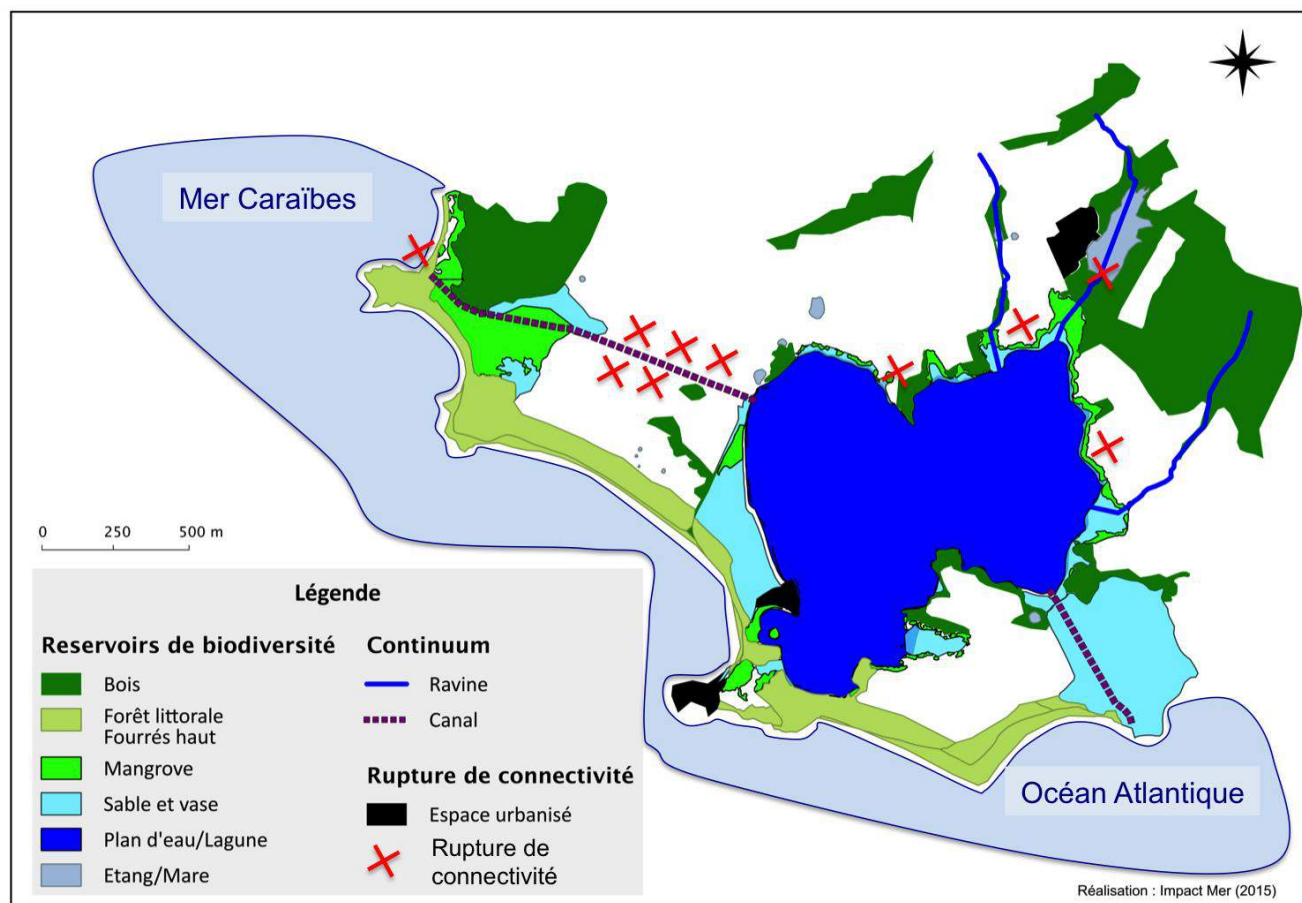 Mer Caraïbes
Océan Atlantique
0 250 500 m
Légende
Reservoirs de biodiversité
Bois
Forêt littorale
Fourrés haut
Mangrove
Sable et vase
Plan d'eau/Lagune
Etang/Mare
Continuum
Ravine
Canal
Rupture de connectivité
Espace urbanisé
Rupture de
connectivité
Réalisation : Impact Mer (2015)